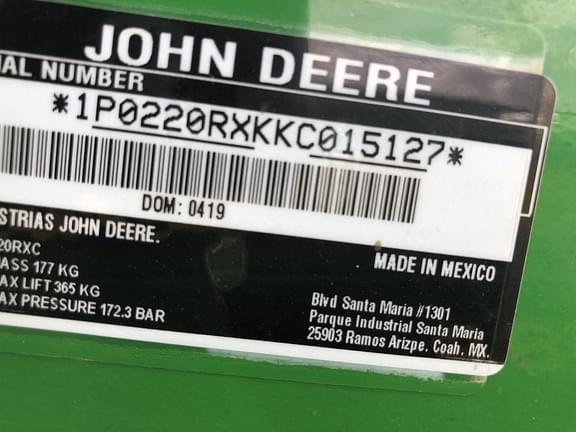 JOHN DEERE
AL NUMBER
*1P0220RXKKC015127*
DOM: 0419
STRIAS JOHN DEERE.
20RXC
ASS 177 KG
AX LIFT 365 KG
AX PRESSURE 172.3 BAR
MADE IN MEXICO
Blvd Santa Maria #1301
Parque Industrial Santa Maria
25903 Ramos Arizpe. Coah. MX.